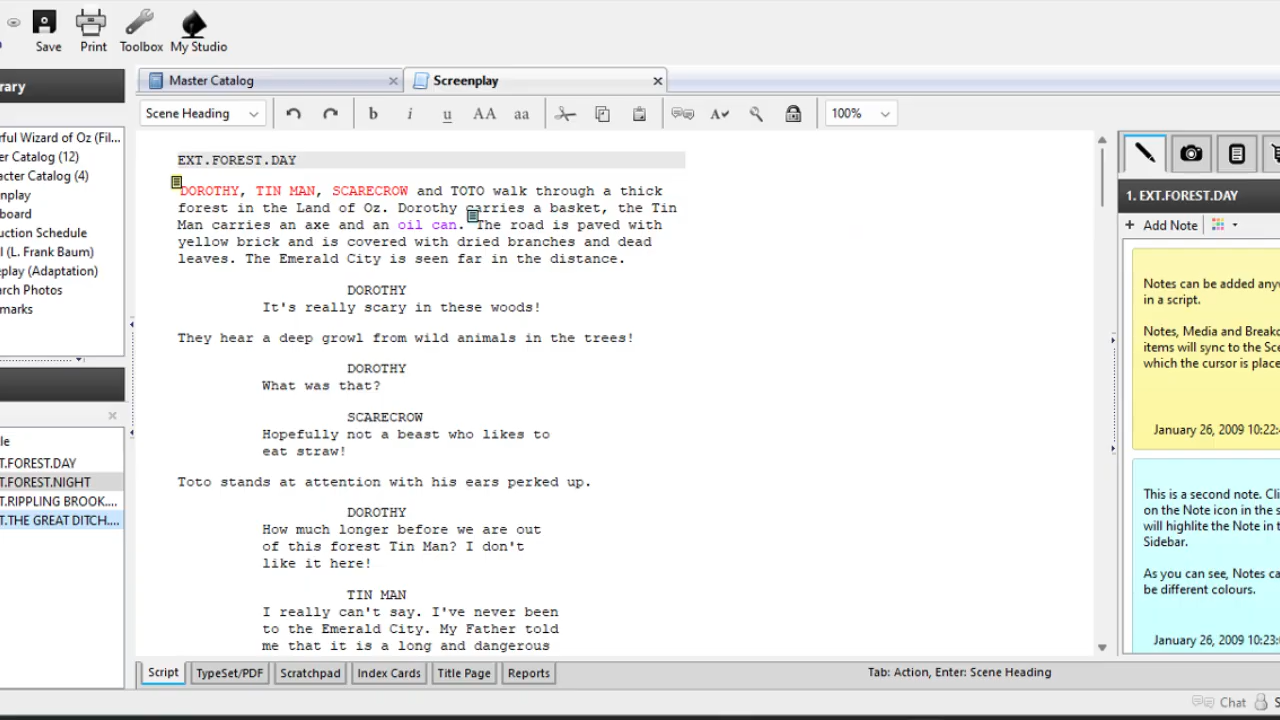 Save
Print
Toolbox
My Studio
rary
Master Catalog
Screenplay
Scene Heading
b
i
u
AA
aa
100%
rful Wizard of Oz (Fil...
er Catalog (12)
acter Catalog (4)
enplay
board
uction Schedule
l (L. Frank Baum)
eplay (Adaptation)
arch Photos
marks
le
T.FOREST.DAY
T.FOREST.NIGHT
T.RIPPLING BROOK....
T.THE GREAT DITCH....
EXT.FOREST.DAY
DOROTHY, TIN MAN, SCARECROW and TOTO walk through a thick
forest in the Land of Oz. Dorothy carries a basket, the Tin
Man carries an axe and an oil can. The road is paved with
yellow brick and is covered with dried branches and dead
leaves. The Emerald City is seen far in the distance.
DOROTHY
It's really scary in these woods!
They hear a deep growl from wild animals in the trees!
DOROTHY
What was that?
SCARECROW
Hopefully not a beast who likes to
eat straw!
Toto stands at attention with his ears perked up.
DOROTHY
How much longer before we are out
of this forest Tin Man? I don't
like it here!
TIN MAN
I really can't say. I've never been
to the Emerald City. My Father told
me that it is a long and dangerous
1. EXT.FOREST.DAY
+ Add Note
Notes can be added anyw
in a script.
Notes, Media and Breakd
items will sync to the Sce
which the cursor is place
January 26, 2009 10:22:4
This is a second note. Cli
on the Note icon in the s
will highlite the Note in t
Sidebar.
As you can see, Notes ca
be different colours.
January 26, 2009 10:23:0
Script
TypeSet/PDF
Scratchpad
Index Cards
Title Page
Reports
Tab: Action, Enter: Scene Heading
Chat
S